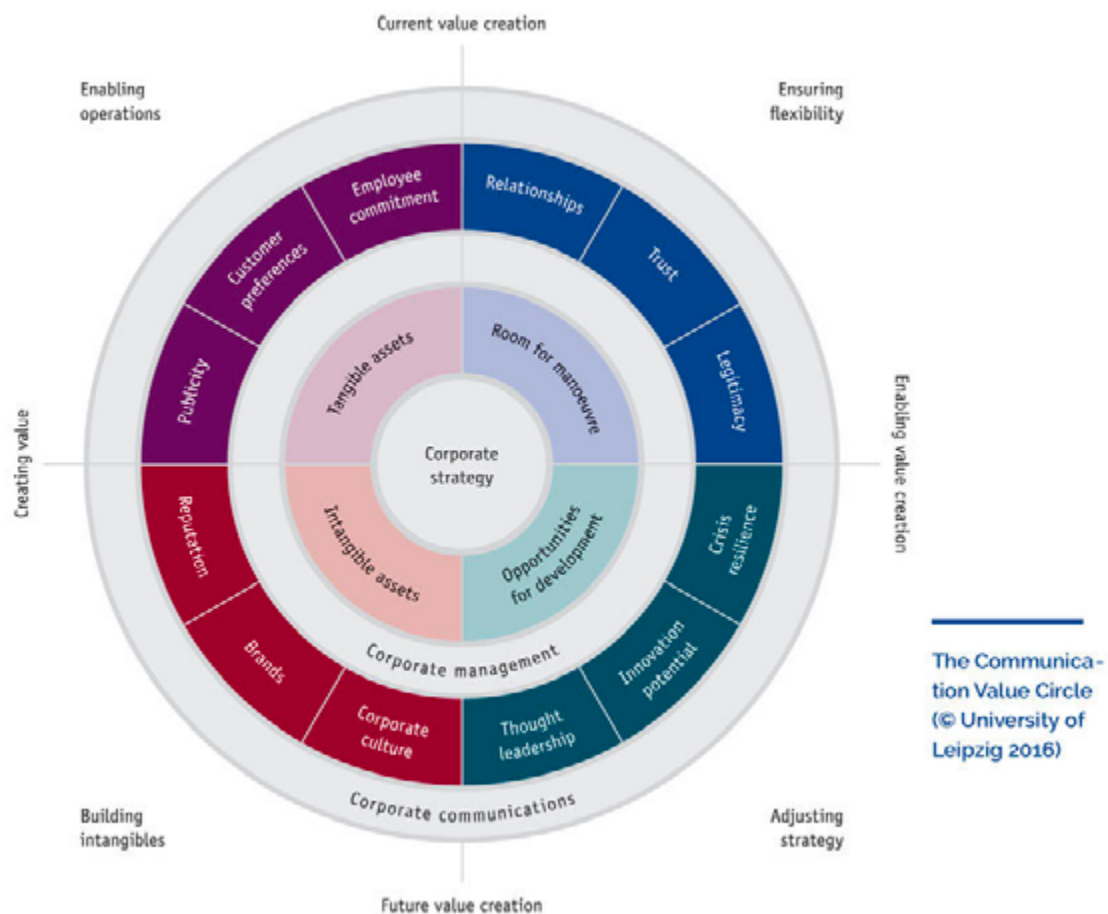 Current value creation
Enabling
operations
Ensuring
flexibility
Employee
commitment
Relationships
Customer
preferences
Trust
Publicity
Legitimacy
Tangible assets
Room for manoeuvre
Creating value
Enabling value creation
Corporate
strategy
Reputation
Intangible assets
Opportunities
for development
Crisis
resilience
Brands
Corporate management
Innovation
potential
Corporate
culture
Thought
leadership
Corporate communications
Building
intangibles
Adjusting
strategy
Future value creation
The Communica-
tion Value Circle
(© University of
Leipzig 2016)